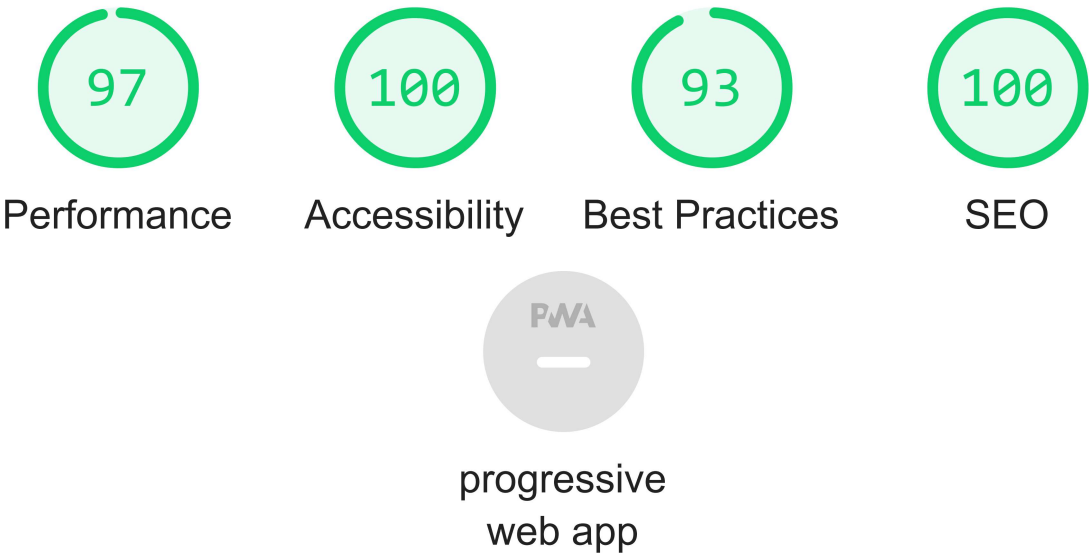 97 100 93 100
Performance Accessibility Best Practices SEO
PWA
progressive
web app